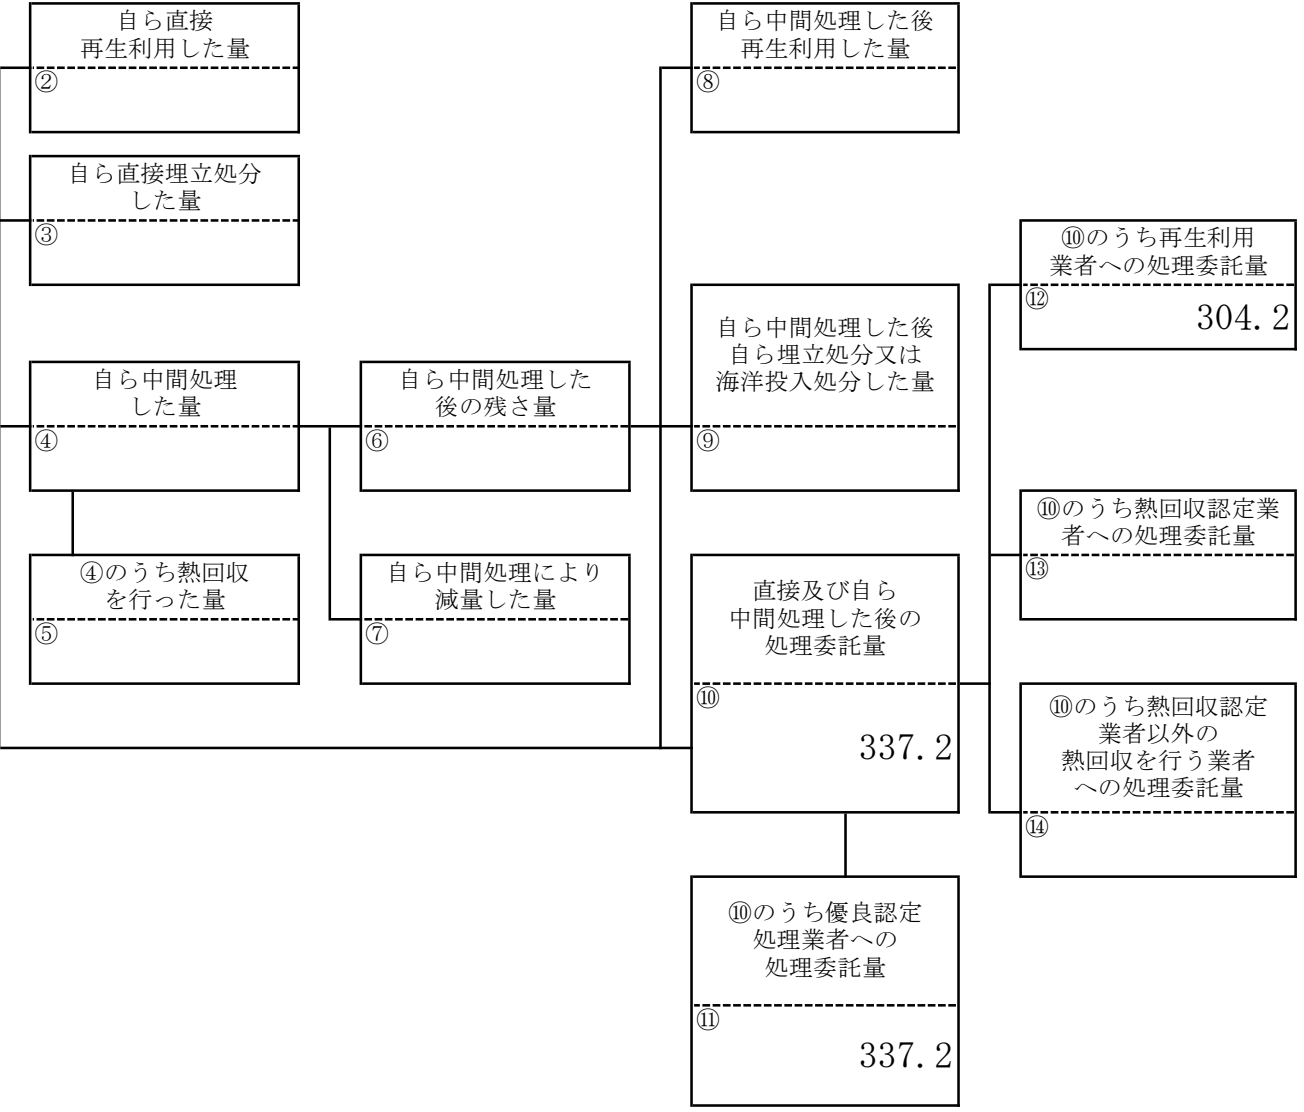 自ら直接
再生利用した量
②
自ら直接埋立処分
した量
③
自ら中間処理
した量
④
④のうち熱回収
を行った量
⑤
自ら中間処理した
後の残さ量
⑥
自ら中間処理により
減量した量
⑦
自ら中間処理した後
再生利用した量
⑧
自ら中間処理した後
自ら埋立処分又は
海洋投入処分した量
⑨
直接及び自ら
中間処理した後の
処理委託量
⑩
337.2
⑩のうち優良認定
処理業者への
処理委託量
⑪
337.2
⑩のうち再生利用
業者への処理委託量
⑫
304.2
⑩のうち熱回収認定業
者への処理委託量
⑬
⑩のうち熱回収認定
業者以外の
熱回収を行う業者
への処理委託量
⑭